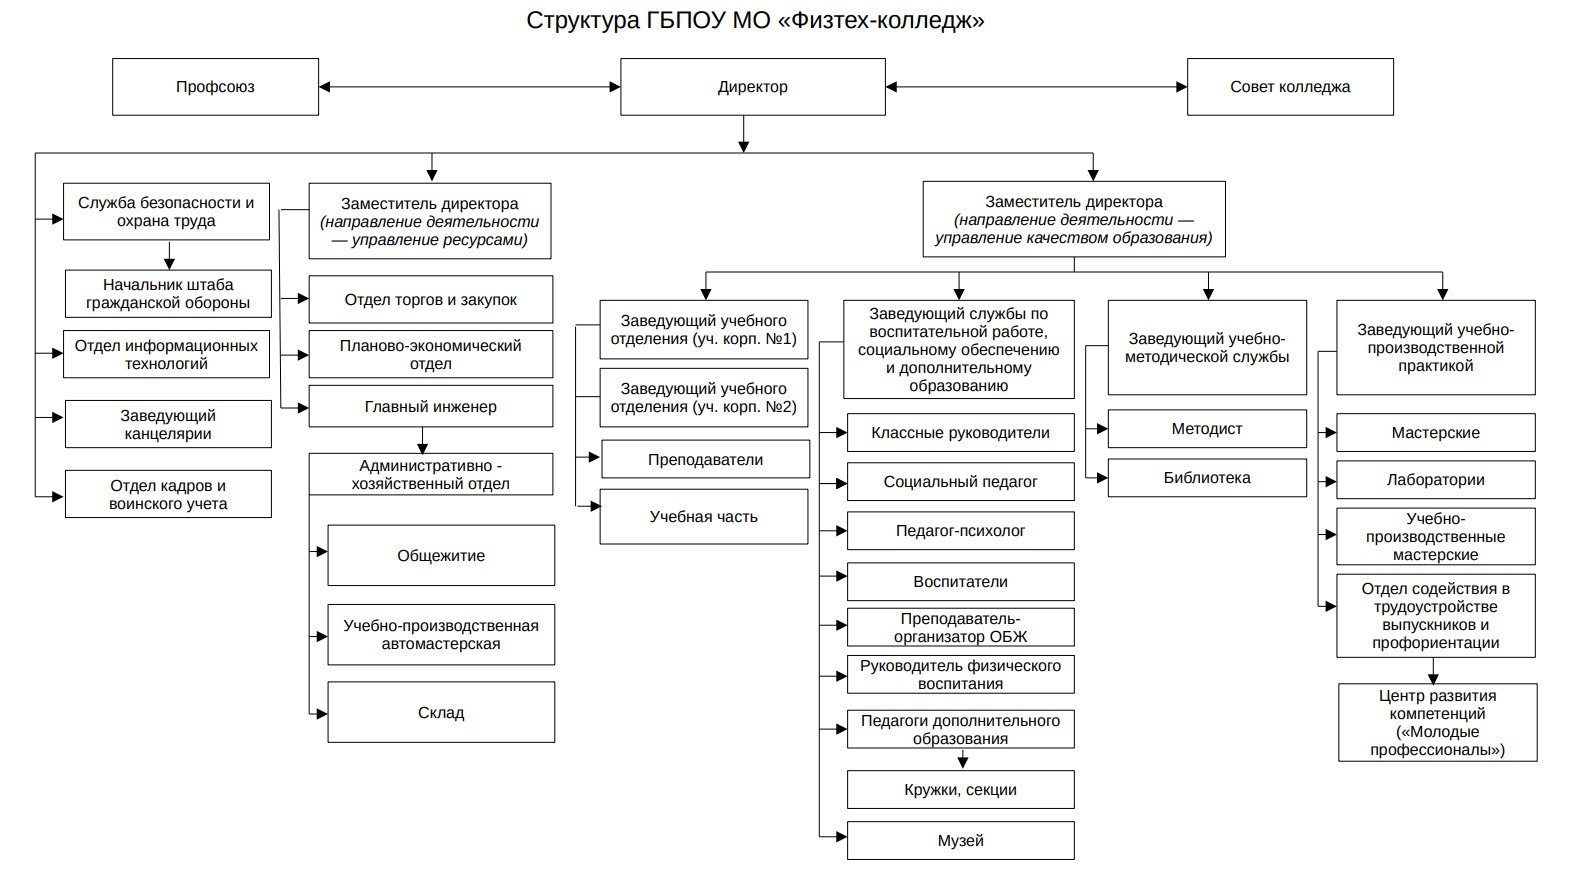 Структура ГБПОУ МО «Физтех-колледж»
Профсоюз
Директор
Совет колледжа
Служба безопасности и
охрана труда
Начальник штаба
гражданской обороны
Отдел информационных
технологий
Заведующий
канцелярии
Отдел кадров и
воинского учета
Заместитель директора
(направление деятельности
— управление ресурсами)
Отдел торгов и закупок
Планово-экономический
отдел
Главный инженер
Административно -
хозяйственный отдел
Общежитие
Учебно-производственная
автомастерская
Склад
Заместитель директора
(направление деятельности —
управление качеством образования)
Заведующий учебного
отделения (уч. корп. №1)
Заведующий учебного
отделения (уч. корп. №2)
Преподаватели
Учебная часть
Заведующий службы по
воспитательной работе,
социальному обеспечению
и дополнительному
образованию
Классные руководители
Социальный педагог
Педагог-психолог
Воспитатели
Преподаватель-
организатор ОБЖ
Руководитель физического
воспитания
Педагоги дополнительного
образования
Кружки, секции
Музей
Заведующий учебно-
методической службы
Методист
Библиотека
Заведующий учебно-
производственной
практикой
Мастерские
Лаборатории
Учебно-
производственные
мастерские
Отдел содействия в
трудоустройстве
выпускников и
профориентации
Центр развития
компетенций
(«Молодые
профессионалы»)